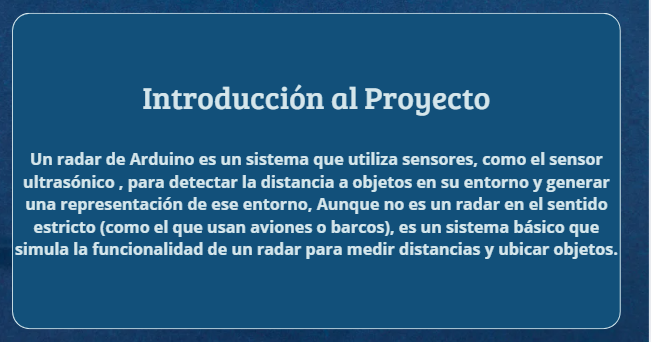 Introducción al Proyecto
Un radar de Arduino es un sistema que utiliza sensores, como el sensor
ultrasónico , para detectar la distancia a objetos en su entorno y generar
una representación de ese entorno, Aunque no es un radar en el sentido
estricto (como el que usan aviones o barcos), es un sistema básico que
simula la funcionalidad de un radar para medir distancias y ubicar objetos.